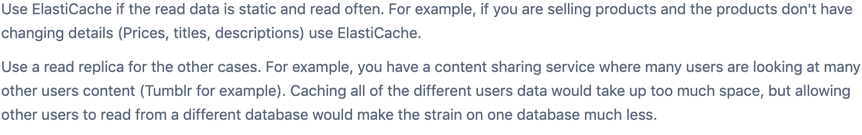 Use ElastiCache if the read data is static and read often. For example, if you are selling products and the products don't have
changing details (Prices, titles, descriptions) use ElastiCache.
Use a read replica for the other cases. For example, you have a content sharing service where many users are looking at many
other users content (Tumblr for example). Caching all of the different users data would take up too much space, but allowing
other users to read from a different database would make the strain on one database much less.